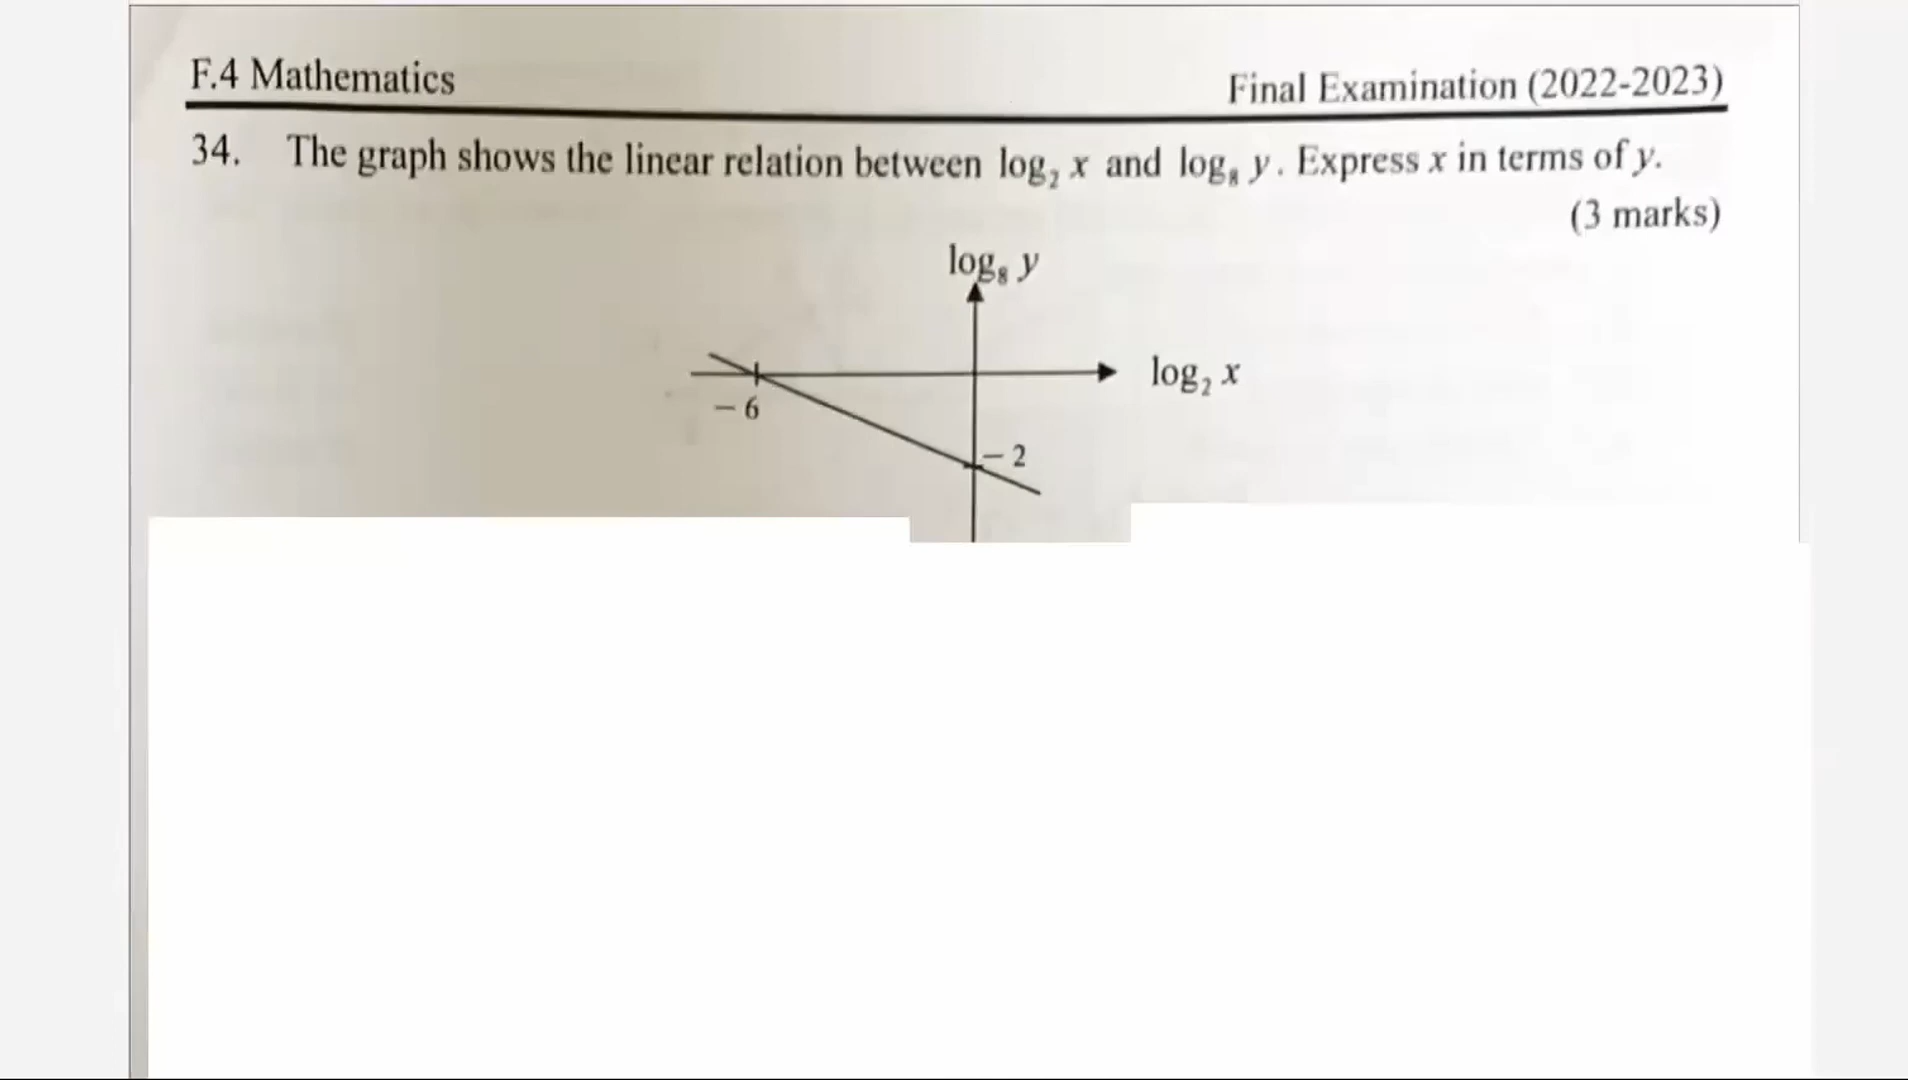 F.4 Mathematics
Final Examination (2022-2023)
34. The graph shows the linear relation between log₂ x and log₈ y. Express x in terms of y.
(3 marks)
log₈ y
log₂ x
– 6
– 2